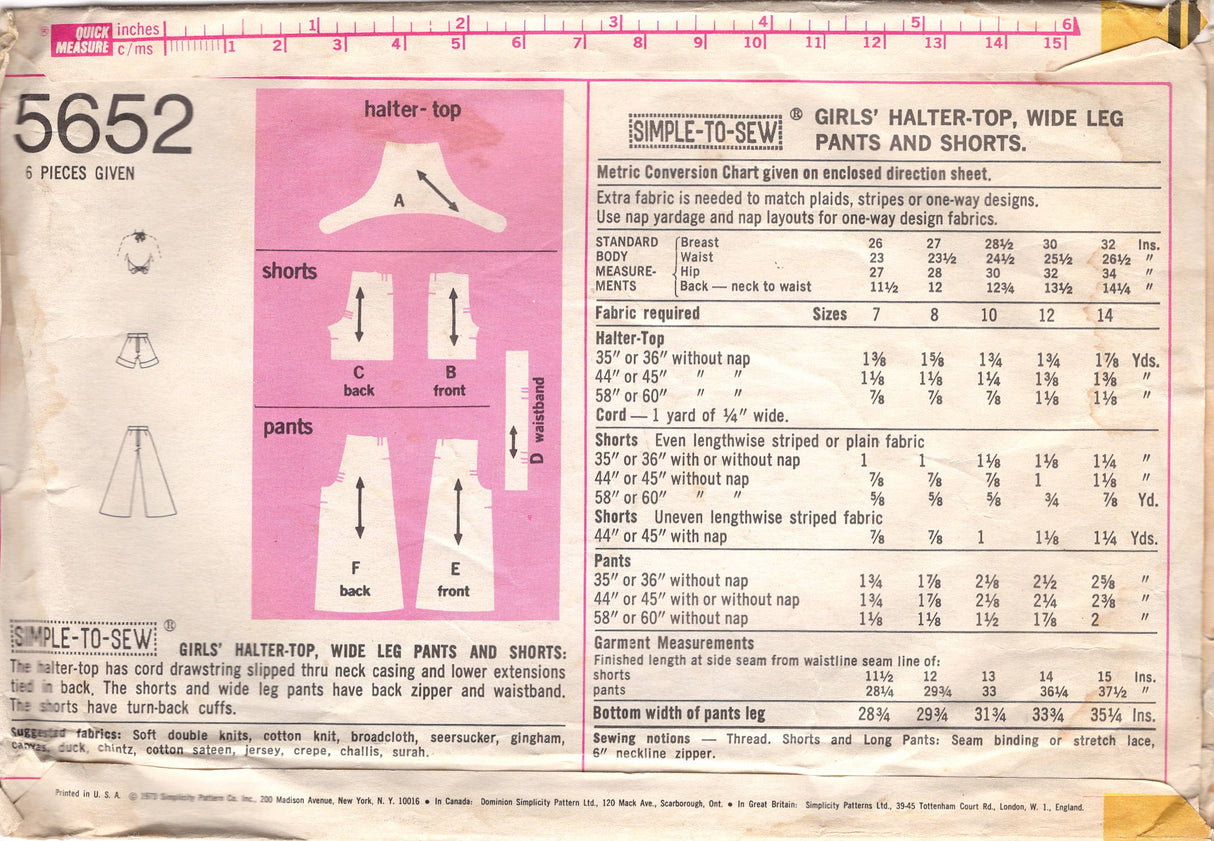 QUICK MEASURE inches 1 2 3 4 5 6
c/ms 1 2 3 4 5 6 7 8 9 10 11 12 13 14 15
5652
6 PIECES GIVEN
halter-top
A
shorts
C B
back front
D waistband
pants
F E
back front
SIMPLE-TO-SEW® GIRLS' HALTER-TOP, WIDE LEG PANTS AND SHORTS:
The halter-top has cord drawstring slipped thru neck casing and lower extensions
tied in back. The shorts and wide leg pants have back zipper and waistband.
The shorts have turn-back cuffs.
Suggested fabrics: Soft double knits, cotton knit, broadcloth, seersucker, gingham,
canvas, duck, chintz, cotton sateen, jersey, crepe, challis, surah.
SIMPLE-TO-SEW® GIRLS' HALTER-TOP, WIDE LEG
PANTS AND SHORTS.
Metric Conversion Chart given on enclosed direction sheet.
Extra fabric is needed to match plaids, stripes or one-way designs.
Use nap yardage and nap layouts for one-way design fabrics.
STANDARD Breast 26 27 28½ 30 32 Ins.
BODY Waist 23 23½ 24½ 25½ 26½ "
MEASURE- Hip 27 28 30 32 34 "
MENTS Back — neck to waist 11½ 12 12¾ 13½ 14¼ "
Fabric required Sizes 7 8 10 12 14
Halter-Top
35" or 36" without nap 1⅜ 1⅝ 1¾ 1¾ 1⅞ Yds.
44" or 45" " " 1⅛ 1⅛ 1¼ 1⅜ 1⅜ "
58" or 60" " " ⅞ ⅞ ⅞ 1⅛ 1⅛ "
Cord — 1 yard of ¼" wide.
Shorts Even lengthwise striped or plain fabric
35" or 36" with or without nap 1 1 1⅛ 1⅛ 1¼ "
44" or 45" without nap ⅞ ⅞ ⅞ 1 1⅛ "
58" or 60" " " ⅝ ⅝ ⅝ ¾ ⅞ Yd.
Shorts Uneven lengthwise striped fabric
44" or 45" with nap ⅞ ⅞ 1 1⅛ 1¼ Yds.
Pants
35" or 36" without nap 1¾ 1⅞ 2⅛ 2½ 2⅝ "
44" or 45" with or without nap 1¾ 1⅞ 2⅛ 2¼ 2⅜ "
58" or 60" without nap 1⅛ 1⅛ 1½ 1⅞ 2 "
Garment Measurements
Finished length at side seam from waistline seam line of:
shorts 11½ 12 13 14 15 Ins.
pants 28¼ 29¾ 33 36¼ 37½ "
Bottom width of pants leg 28¾ 29¾ 31¾ 33¾ 35¼ Ins.
Sewing notions — Thread. Shorts and Long Pants: Seam binding or stretch lace,
6" neckline zipper.
Printed in U. S. A. © Simplicity Pattern Co. Inc., 200 Madison Avenue, New York, N. Y. 10016 • In Canada: Dominion Simplicity Pattern Ltd., 120 Mack Ave., Scarborough, Ont. • In Great Britain: Simplicity Patterns Ltd., 39-45 Tottenham Court Rd., London, W. 1., England.